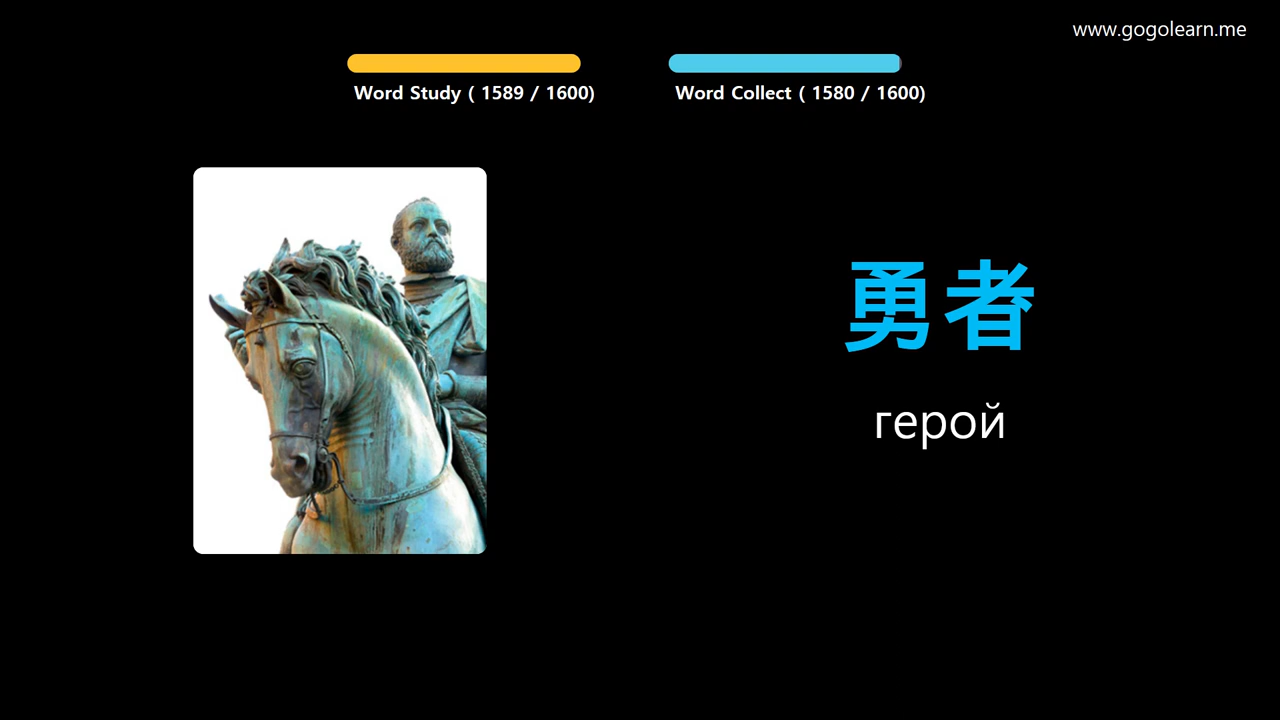 www.gogolearn.me
Word Study ( 1589 / 1600)
Word Collect ( 1580 / 1600)
勇者
герой